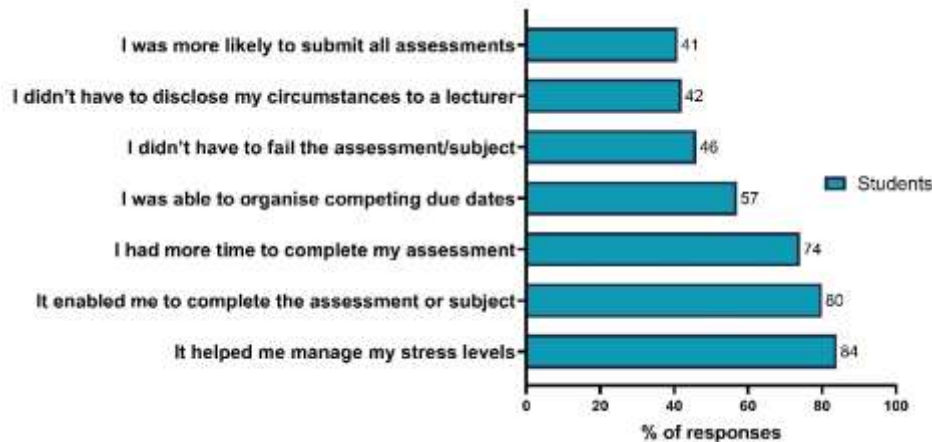 I was more likely to submit all assessments 41
I didn't have to disclose my circumstances to a lecturer 42
I didn't have to fail the assessment/subject 46
I was able to organise competing due dates 57
Students
I had more time to complete my assessment 74
It enabled me to complete the assessment or subject 80
It helped me manage my stress levels 84
0 20 40 60 80 100
% of responses